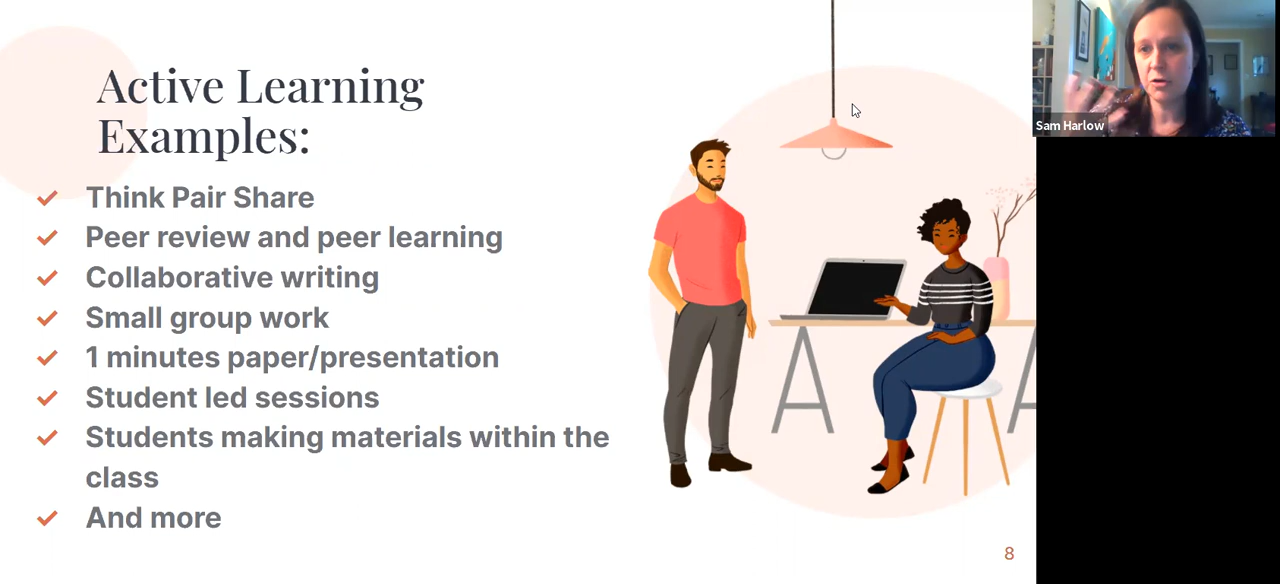 Active Learning
Examples:
Think Pair Share
Peer review and peer learning
Collaborative writing
Small group work
1 minutes paper/presentation
Student led sessions
Students making materials within the
class
And more
8
Sam Harlow